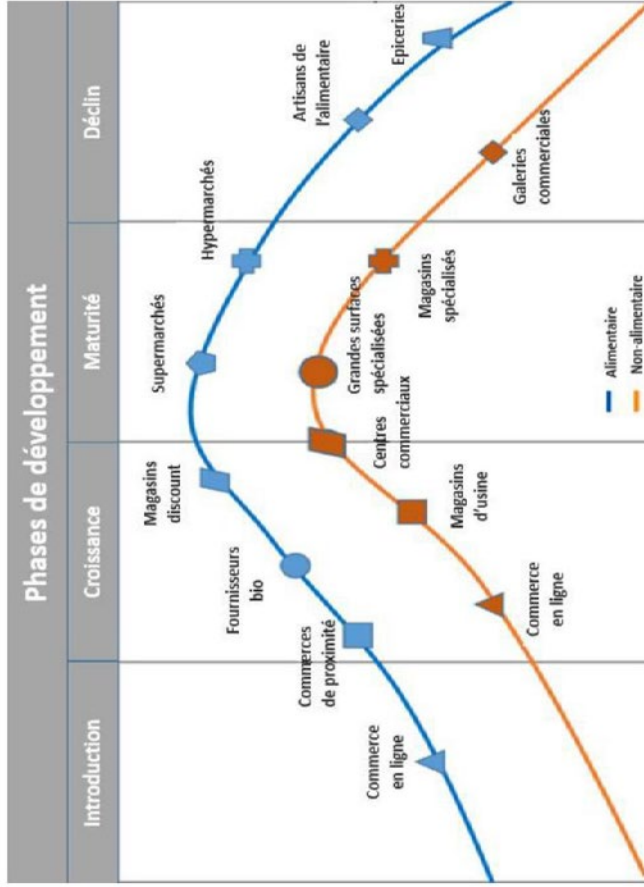 Phases de développement
Introduction
Croissance
Maturité
Déclin
Commerce
en ligne
Commerces
de proximité
Fournisseurs
bio
Magasins
discount
Supermarchés
Hypermarchés
Artisans de
l'alimentaire
Epiceries
Commerce
en ligne
Magasins
d'usine
Centres
commerciaux
Grandes surfaces
spécialisées
Magasins
spécialisés
Galeries
commerciales
Alimentaire
Non-alimentaire